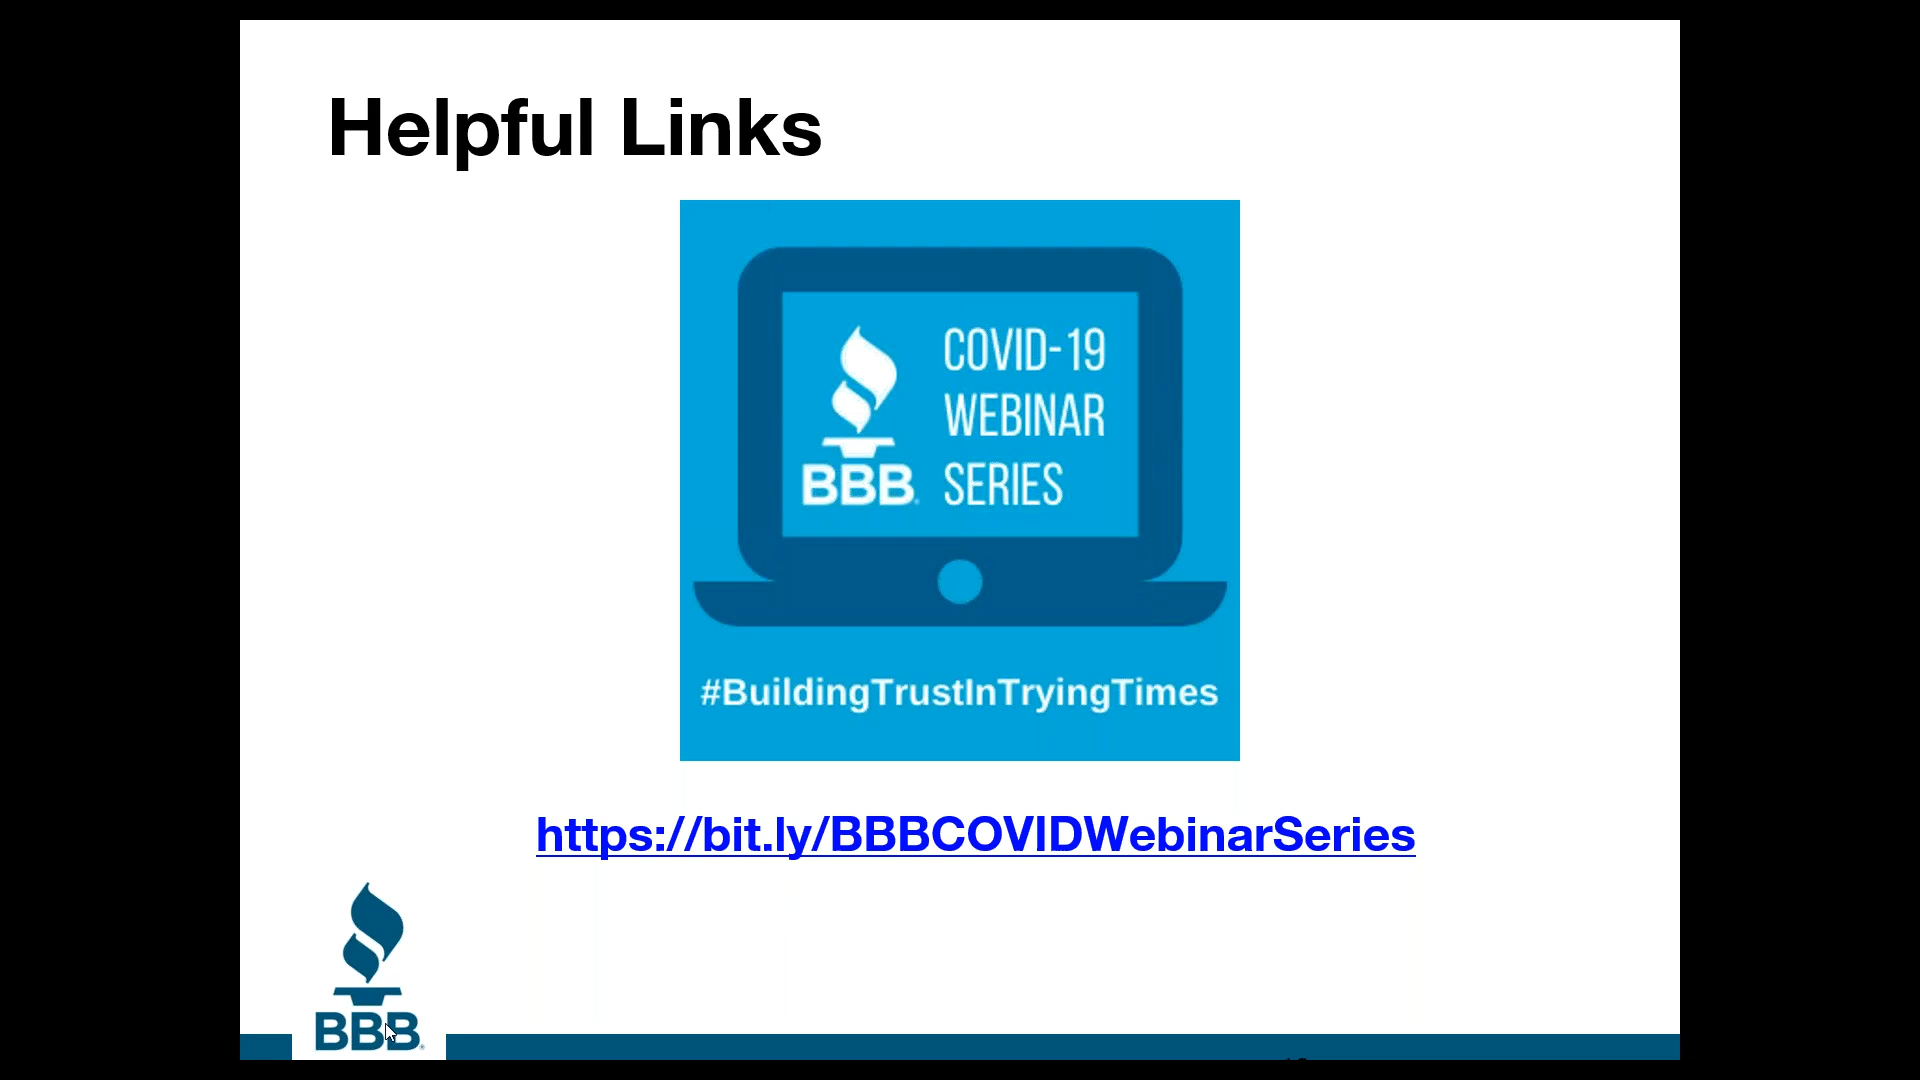 Helpful Links
COVID-19
WEBINAR
SERIES
BBB®
#BuildingTrustInTryingTimes
https://bit.ly/BBBCOVIDWebinarSeries
BBB®